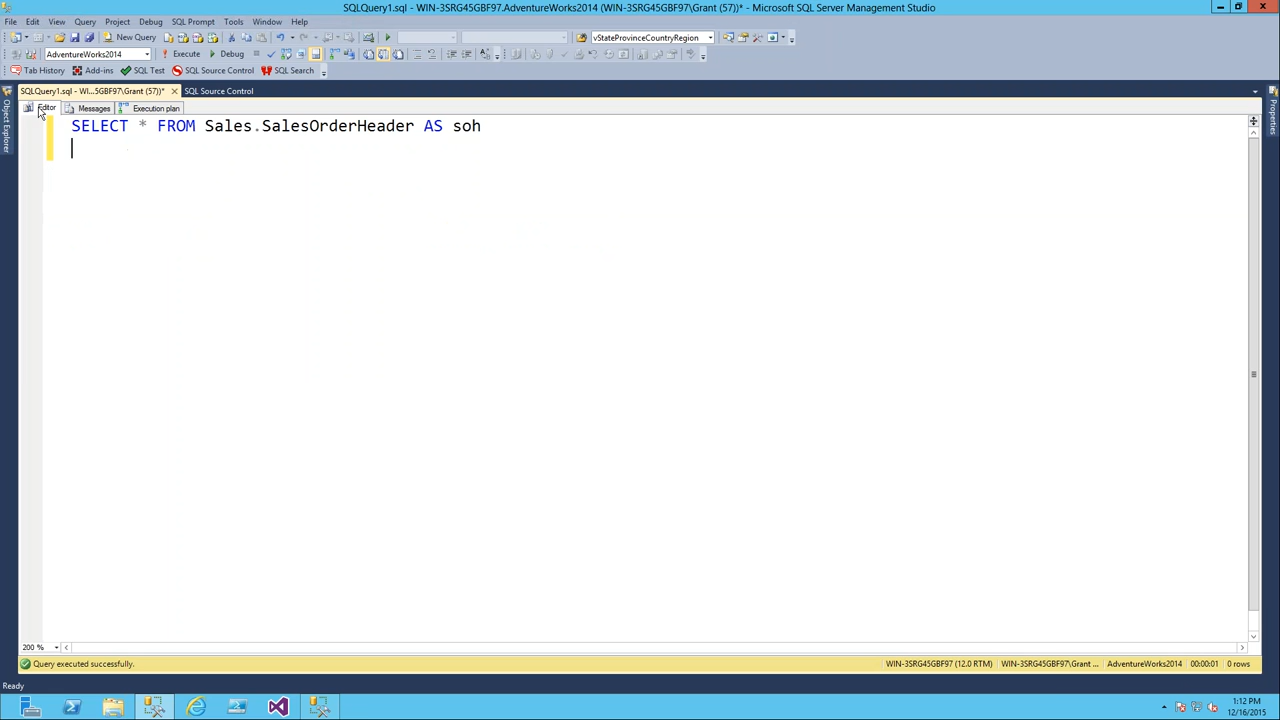 SQLQuery1.sql - WIN-3SRG45GBF97.AdventureWorks2014 (WIN-3SRG45GBF97\Grant (57))* - Microsoft SQL Server Management Studio
File Edit View Query Project Debug SQL Prompt Tools Window Help
New Query vStateProvinceCountryRegion
AdventureWorks2014 Execute Debug
Tab History Add-ins SQL Test SQL Source Control SQL Search
SQLQuery1.sql - WI...5GBF97\Grant (57))* SQL Source Control
Editor Messages Execution plan
Object Explorer
Properties
SELECT * FROM Sales.SalesOrderHeader AS soh
200 %
Query executed successfully. WIN-3SRG45GBF97 (12.0 RTM) WIN-3SRG45GBF97\Grant ... AdventureWorks2014 00:00:01 0 rows
Ready
1:12 PM
12/16/2015